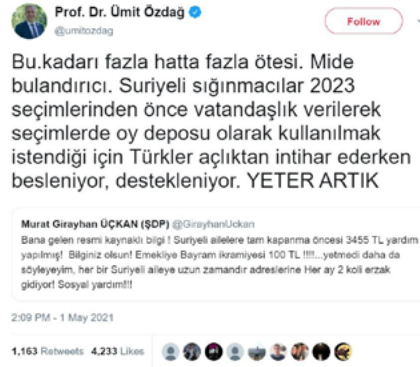 Prof. Dr. Ümit Özdağ
@umitozdag
Follow
Bu.kadarı fazla hatta fazla ötesi. Mide
bulandırıcı. Suriyeli sığınmacılar 2023
seçimlerinden önce vatandaşlık verilerek
seçimlerde oy deposu olarak kullanılmak
istendiği için Türkler açlıktan intihar ederken
besleniyor, destekleniyor. YETER ARTIK
Murat Girayhan ÜÇKAN (ŞDP) @GirayhanUckan
Bana gelen resmi kaynaklı bilgi ! Suriyeli ailelere tam kapanma öncesi 3455 TL yardım
yapılmış! Bilginiz olsun! Emekliye Bayram ikramiyesi 100 TL !!!!...yetmedi daha da
söyleyeyim, her bir Suriyeli aileye uzun zamandır adreslerine Her ay 2 koli erzak
gidiyor! Sosyal yardım!!!
2:09 PM - 1 May 2021
1,163 Retweets 4,233 Likes